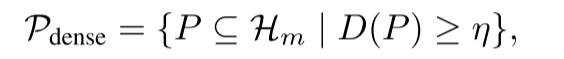 𝒫_dense = {P ⊆ ℋ_m | D(P) ≥ η},